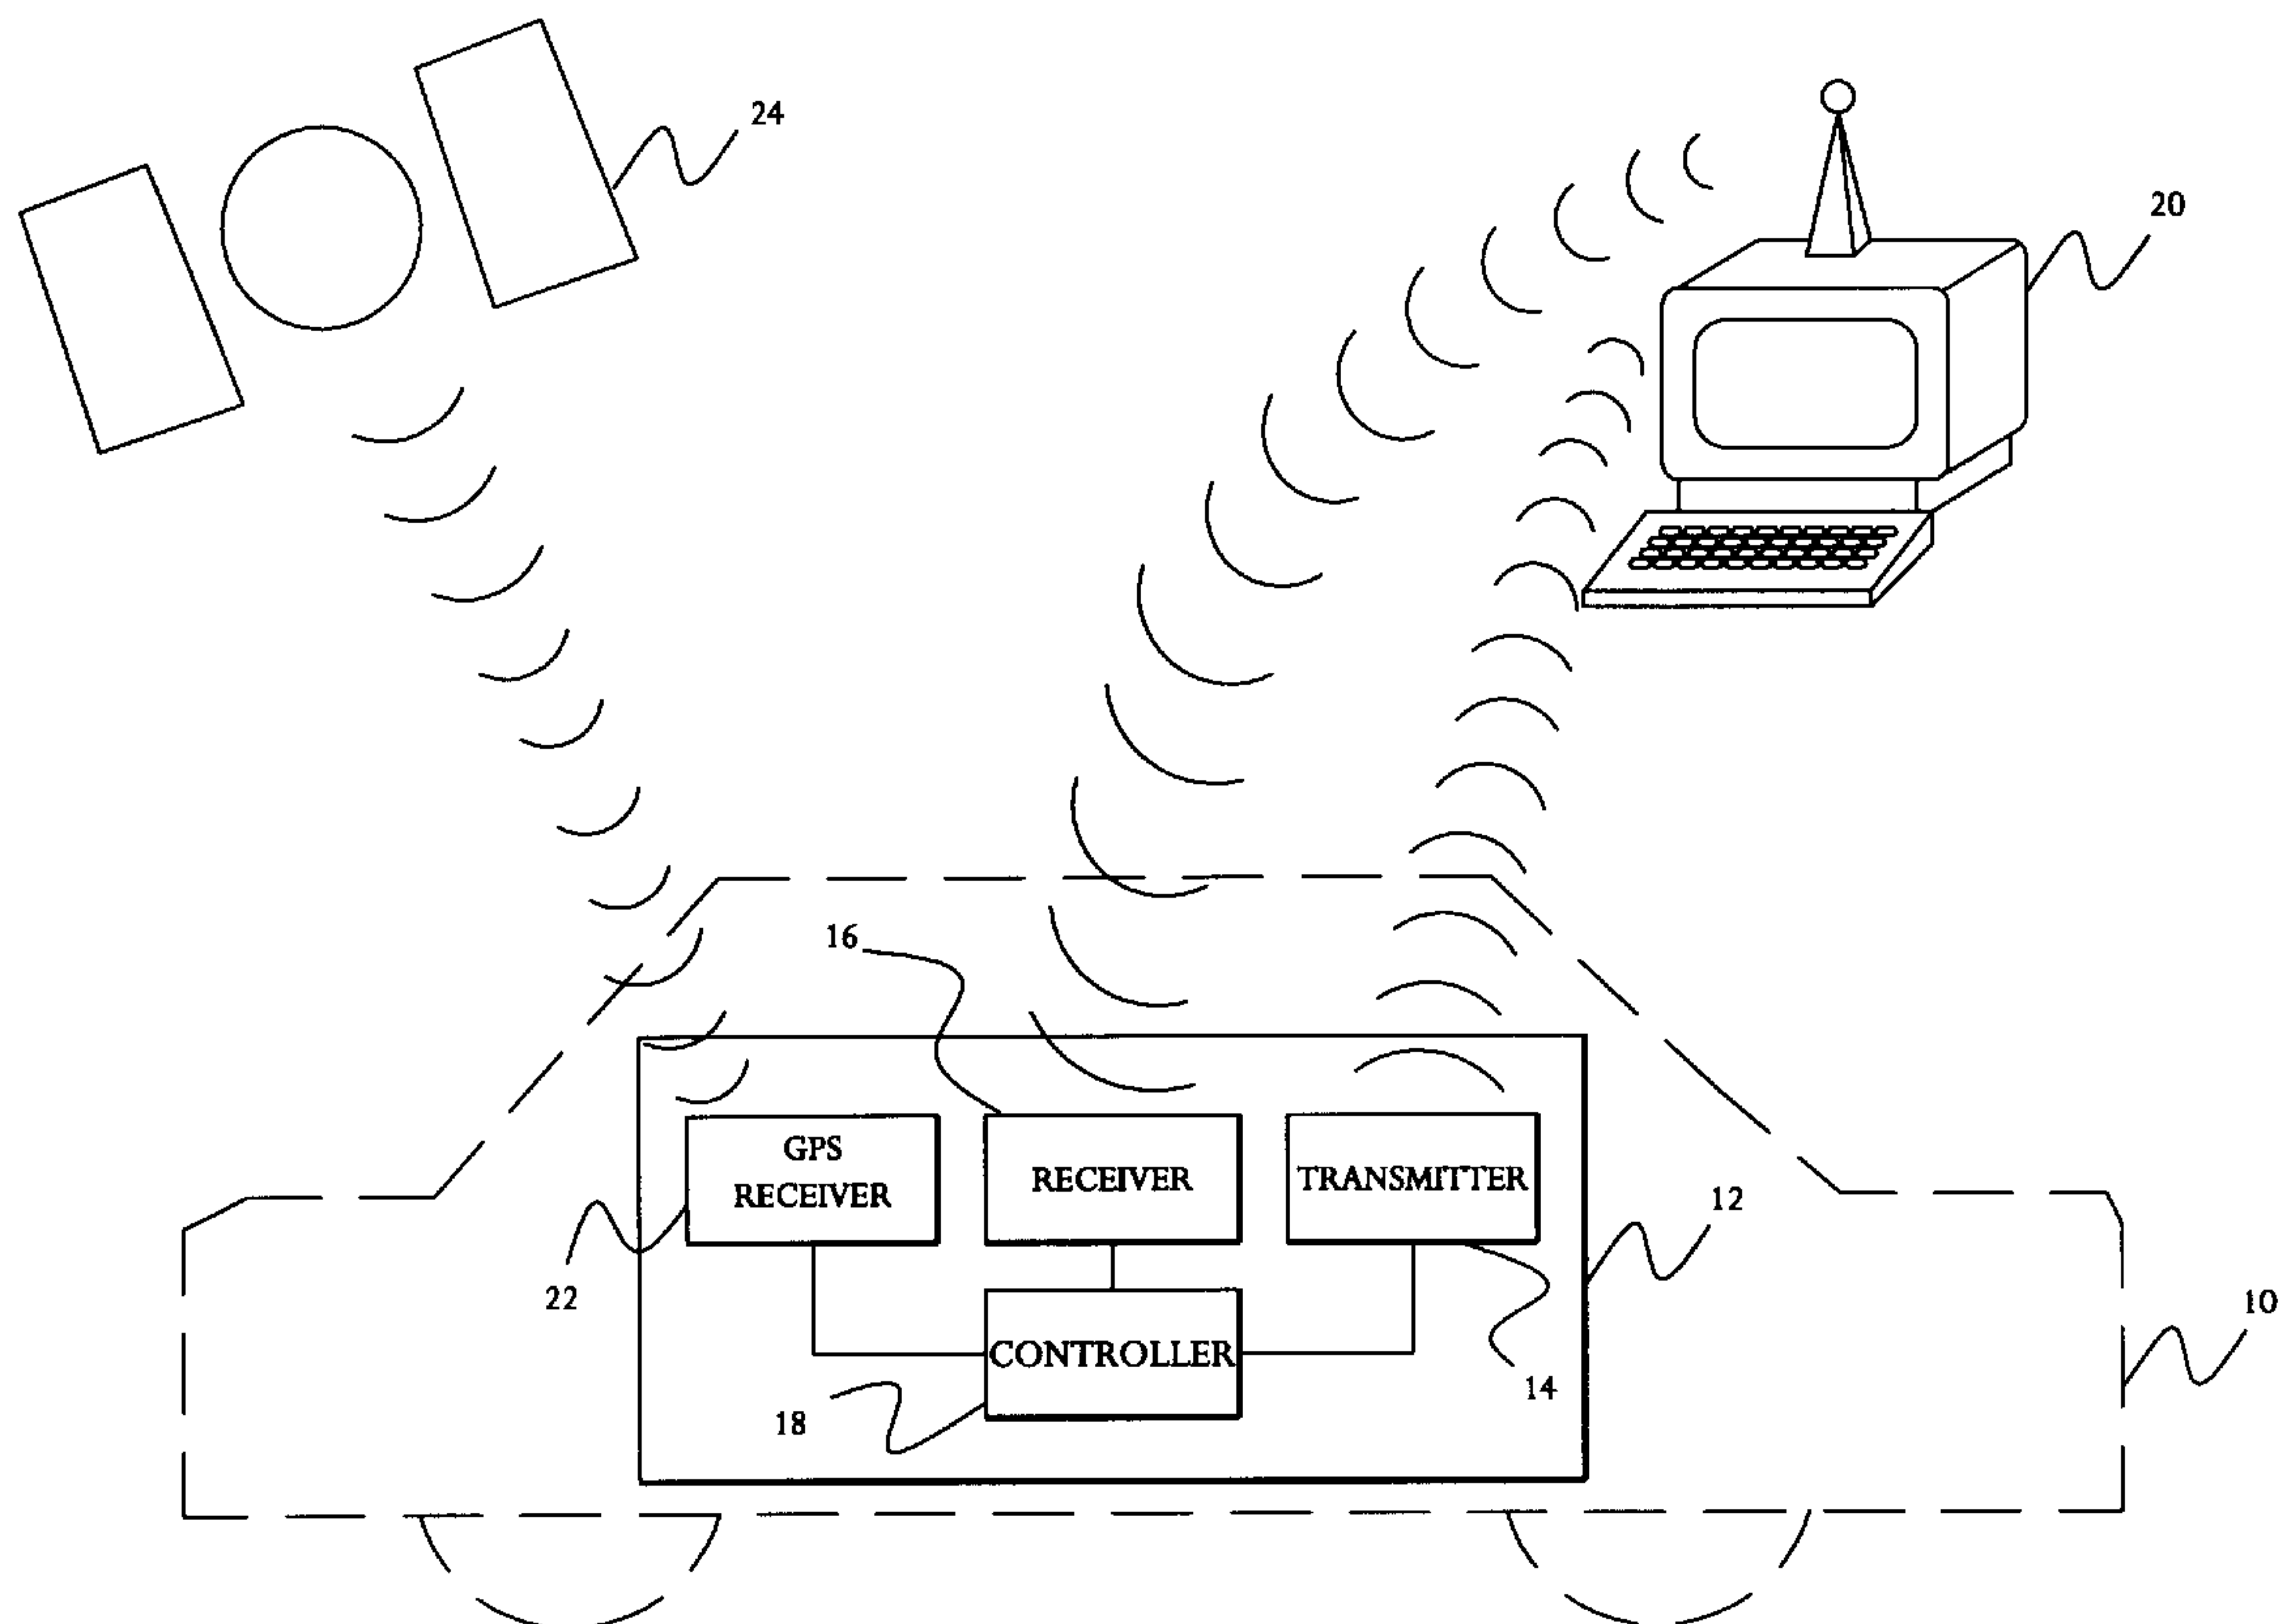 24
20
16
GPS
RECEIVER
RECEIVER
TRANSMITTER
12
22
10
CONTROLLER
14
18